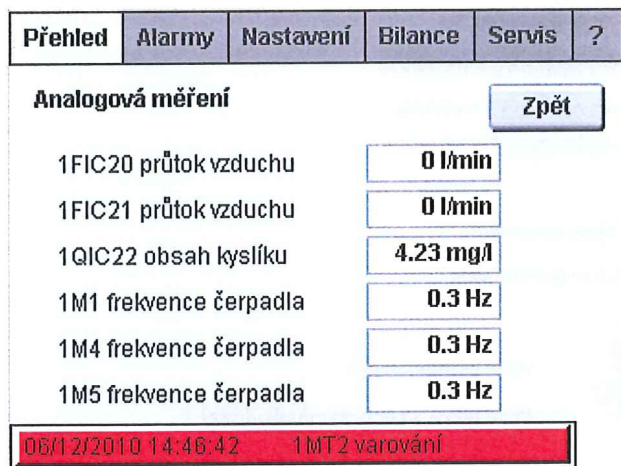 Přehled Alarmy Nastavení Bilance Servis ?
Analogová měření Zpět
1FIC20 průtok vzduchu 0 l/min
1FIC21 průtok vzduchu 0 l/min
1QIC22 obsah kyslíku 4.23 mg/l
1M1 frekvence čerpadla 0.3 Hz
1M4 frekvence čerpadla 0.3 Hz
1M5 frekvence čerpadla 0.3 Hz
06/12/2010 14:46:42 1MT2 varování